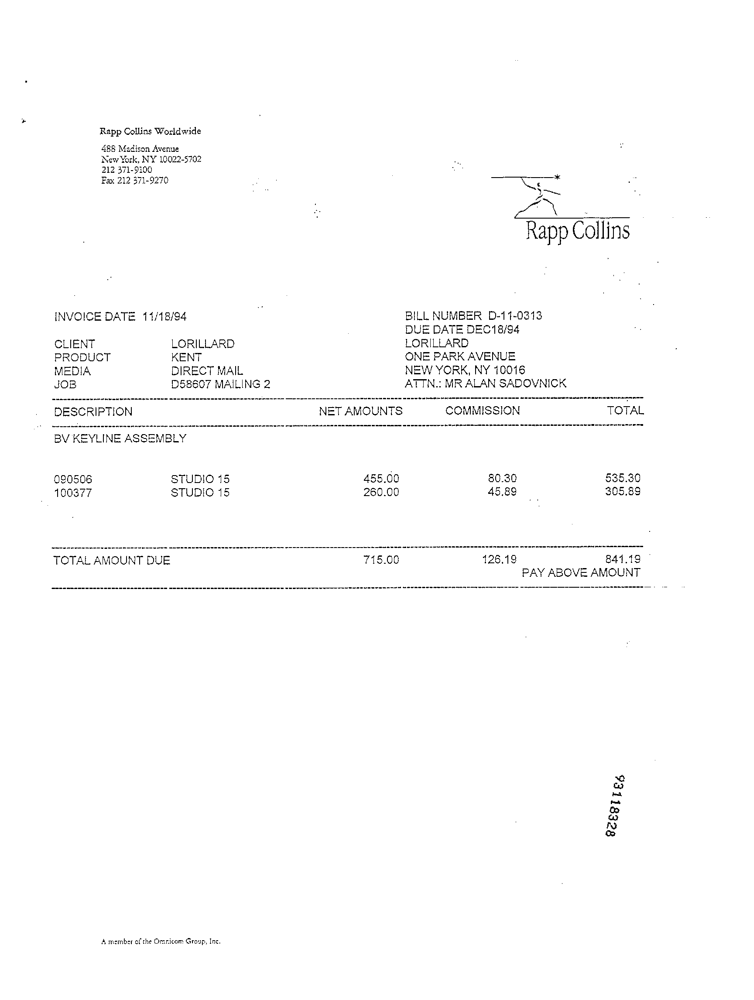 Rapp Collins Worldwide
488 Madison Avenue
New York, NY 10022-5702
212 371-9100
Fax 212 371-9270
Rapp Collins
INVOICE DATE 11/18/94
BILL NUMBER D-11-0313
DUE DATE DEC18/94
CLIENT LORILLARD
LORILLARD
PRODUCT KENT
ONE PARK AVENUE
MEDIA DIRECT MAIL
NEW YORK, NY 10016
JOB D58607 MAILING 2
ATTN.: MR ALAN SADOVNICK
DESCRIPTION NET AMOUNTS COMMISSION TOTAL
BV KEYLINE ASSEMBLY
090506 STUDIO 15 455.00 80.30 535.30
100377 STUDIO 15 260.00 45.89 305.89
TOTAL AMOUNT DUE 715.00 126.19 841.19
PAY ABOVE AMOUNT
93118328
A member of the Omnicom Group, Inc.